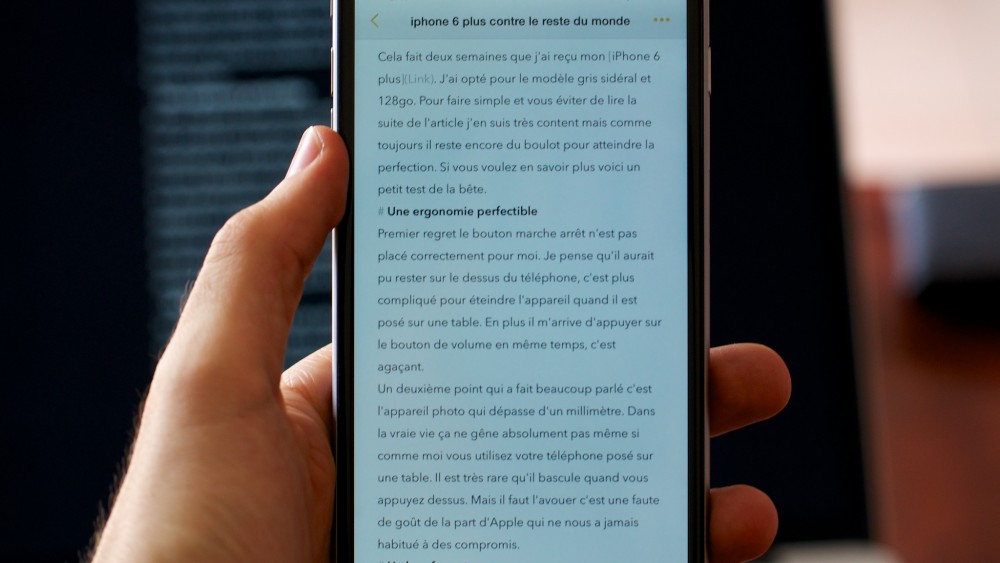 iphone 6 plus contre le reste du monde
Cela fait deux semaines que j'ai reçu mon [iPhone 6
plus](Link). J'ai opté pour le modèle gris sidéral et
128go. Pour faire simple et vous éviter de lire la
suite de l'article j'en suis très content mais comme
toujours il reste encore du boulot pour atteindre la
perfection. Si vous voulez en savoir plus voici un
petit test de la bête.
# Une ergonomie perfectible
Premier regret le bouton marche arrêt n'est pas
placé correctement pour moi. Je pense qu'il aurait
pu rester sur le dessus du téléphone, c'est plus
compliqué pour éteindre l'appareil quand il est
posé sur une table. En plus il m'arrive d'appuyer sur
le bouton de volume en même temps, c'est
agaçant.
Un deuxième point qui a fait beaucoup parlé c'est
l'appareil photo qui dépasse d'un millimètre. Dans
la vraie vie ça ne gêne absolument pas même si
comme moi vous utilisez votre téléphone posé sur
une table. Il est très rare qu'il bascule quand vous
appuyez dessus. Mais il faut l'avouer c'est une faute
de goût de la part d'Apple qui ne nous a jamais
habitué à des compromis.